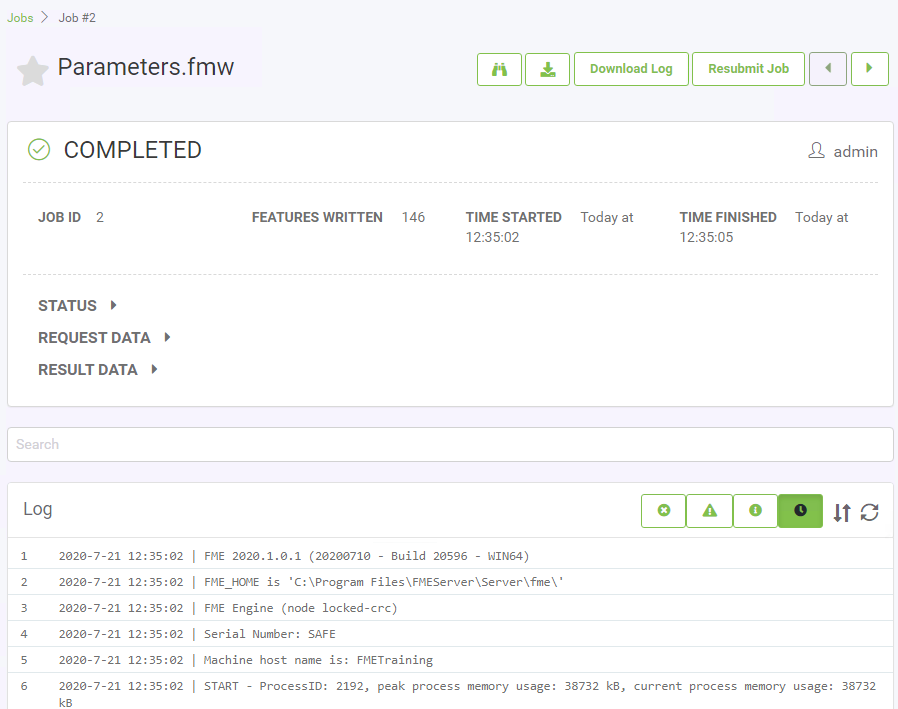 Jobs > Job #2
Parameters.fmw
Download Log
Resubmit Job
COMPLETED
admin
JOB ID 2
FEATURES WRITTEN 146
TIME STARTED Today at
12:35:02
TIME FINISHED Today at
12:35:05
STATUS
REQUEST DATA
RESULT DATA
Search
Log
1 2020-7-21 12:35:02 | FME 2020.1.0.1 (20200710 - Build 20596 - WIN64)
2 2020-7-21 12:35:02 | FME_HOME is 'C:\Program Files\FMEServer\Server\fme\'
3 2020-7-21 12:35:02 | FME Engine (node locked-crc)
4 2020-7-21 12:35:02 | Serial Number: SAFE
5 2020-7-21 12:35:02 | Machine host name is: FMETraining
6 2020-7-21 12:35:02 | START - ProcessID: 2192, peak process memory usage: 38732 kB, current process memory usage: 38732
kB